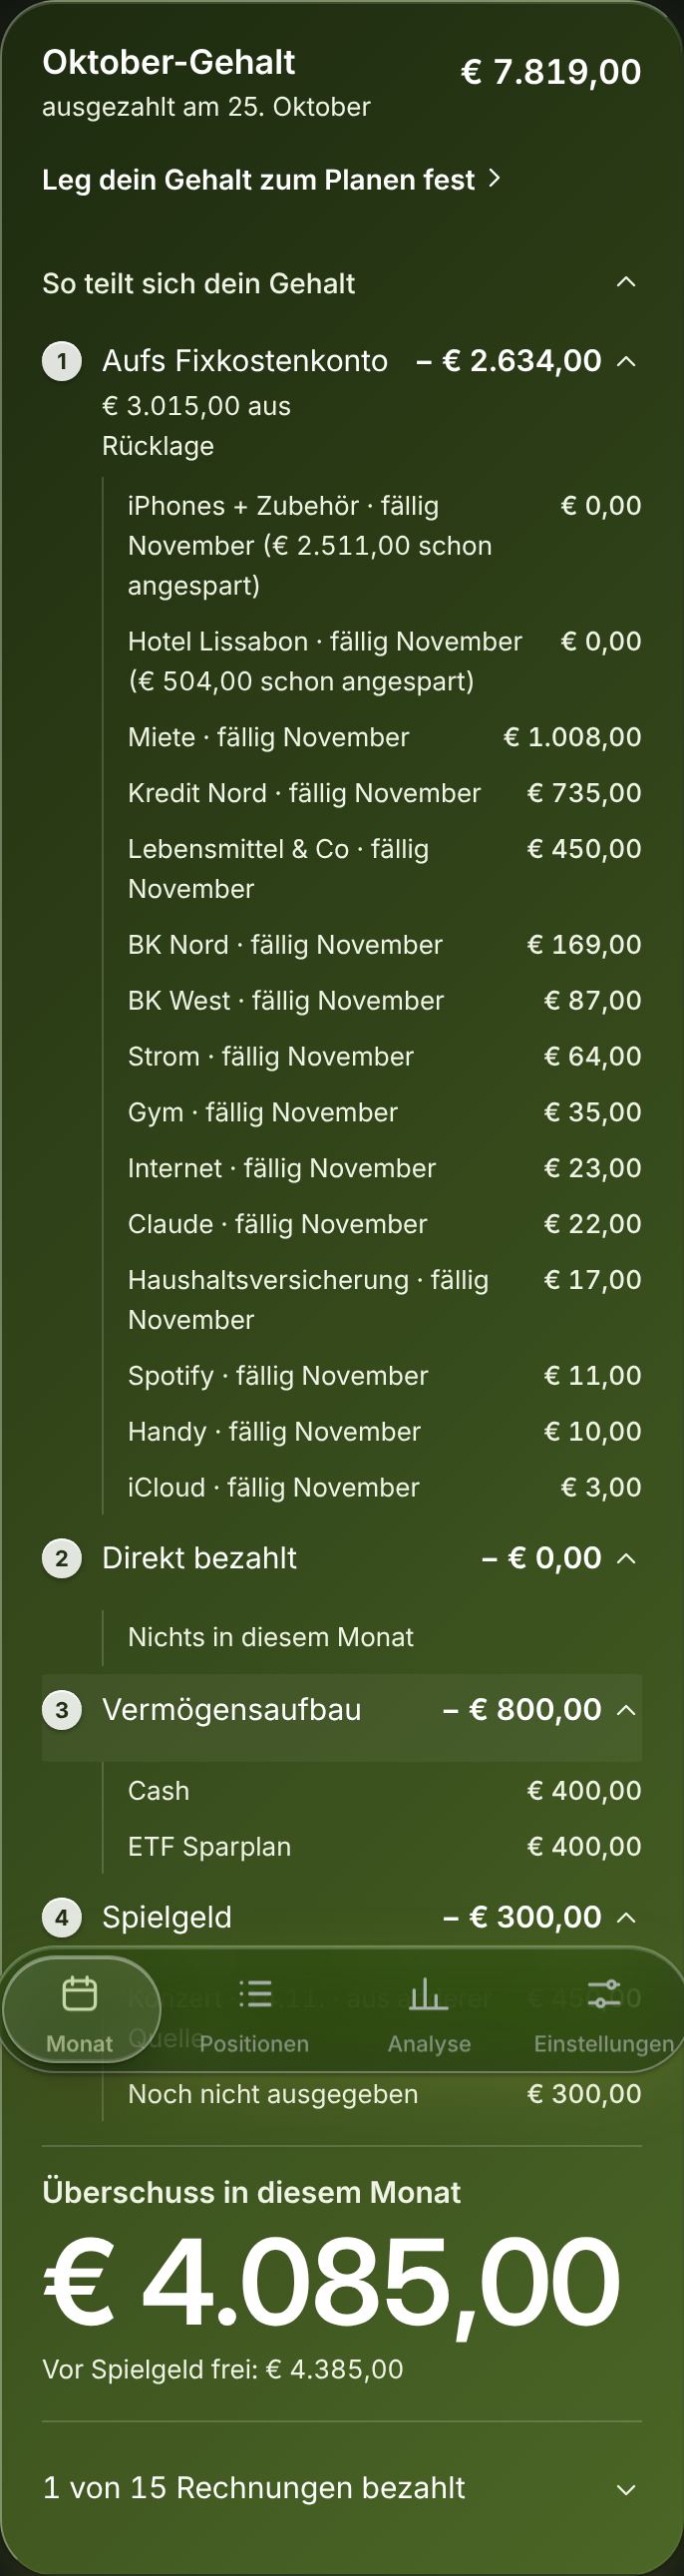 Oktober-Gehalt
€ 7.819,00
ausgezahlt am 25. Oktober
Leg dein Gehalt zum Planen fest
So teilt sich dein Gehalt
1 Aufs Fixkostenkonto – € 2.634,00
€ 3.015,00 aus
Rücklage
iPhones + Zubehör · fällig € 0,00
November (€ 2.511,00 schon
angespart)
Hotel Lissabon · fällig November € 0,00
(€ 504,00 schon angespart)
Miete · fällig November € 1.008,00
Kredit Nord · fällig November € 735,00
Lebensmittel & Co · fällig € 450,00
November
BK Nord · fällig November € 169,00
BK West · fällig November € 87,00
Strom · fällig November € 64,00
Gym · fällig November € 35,00
Internet · fällig November € 23,00
Claude · fällig November € 22,00
Haushaltsversicherung · fällig € 17,00
November
Spotify · fällig November € 11,00
Handy · fällig November € 10,00
iCloud · fällig November € 3,00
2 Direkt bezahlt – € 0,00
Nichts in diesem Monat
3 Vermögensaufbau – € 800,00
Cash € 400,00
ETF Sparplan € 400,00
4 Spielgeld – € 300,00
Konzert
Quelle
Monat Positionen Analyse Einstellungen
Noch nicht ausgegeben € 300,00
Überschuss in diesem Monat
€ 4.085,00
Vor Spielgeld frei: € 4.385,00
1 von 15 Rechnungen bezahlt